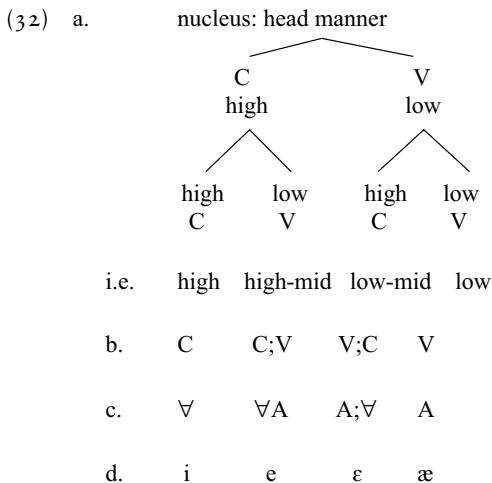 (32) a. nucleus: head manner
C V
high low
high low high low
C V C V
i.e. high high-mid low-mid low
b. C C;V V;C V
c. ∀ ∀A A;∀ A
d. i e ɛ æ